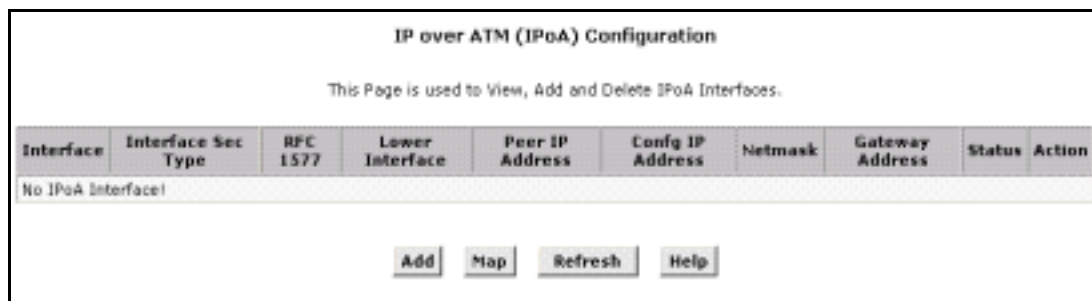 IP over ATM (IPoA) Configuration
This Page is used to View, Add and Delete IPoA Interfaces.
Interface Interface Sec Type RFC 1577 Lower Interface Peer IP Address Confg IP Address Netmask Gateway Address Status Action
No IPoA Interface!
Add Map Refresh Help